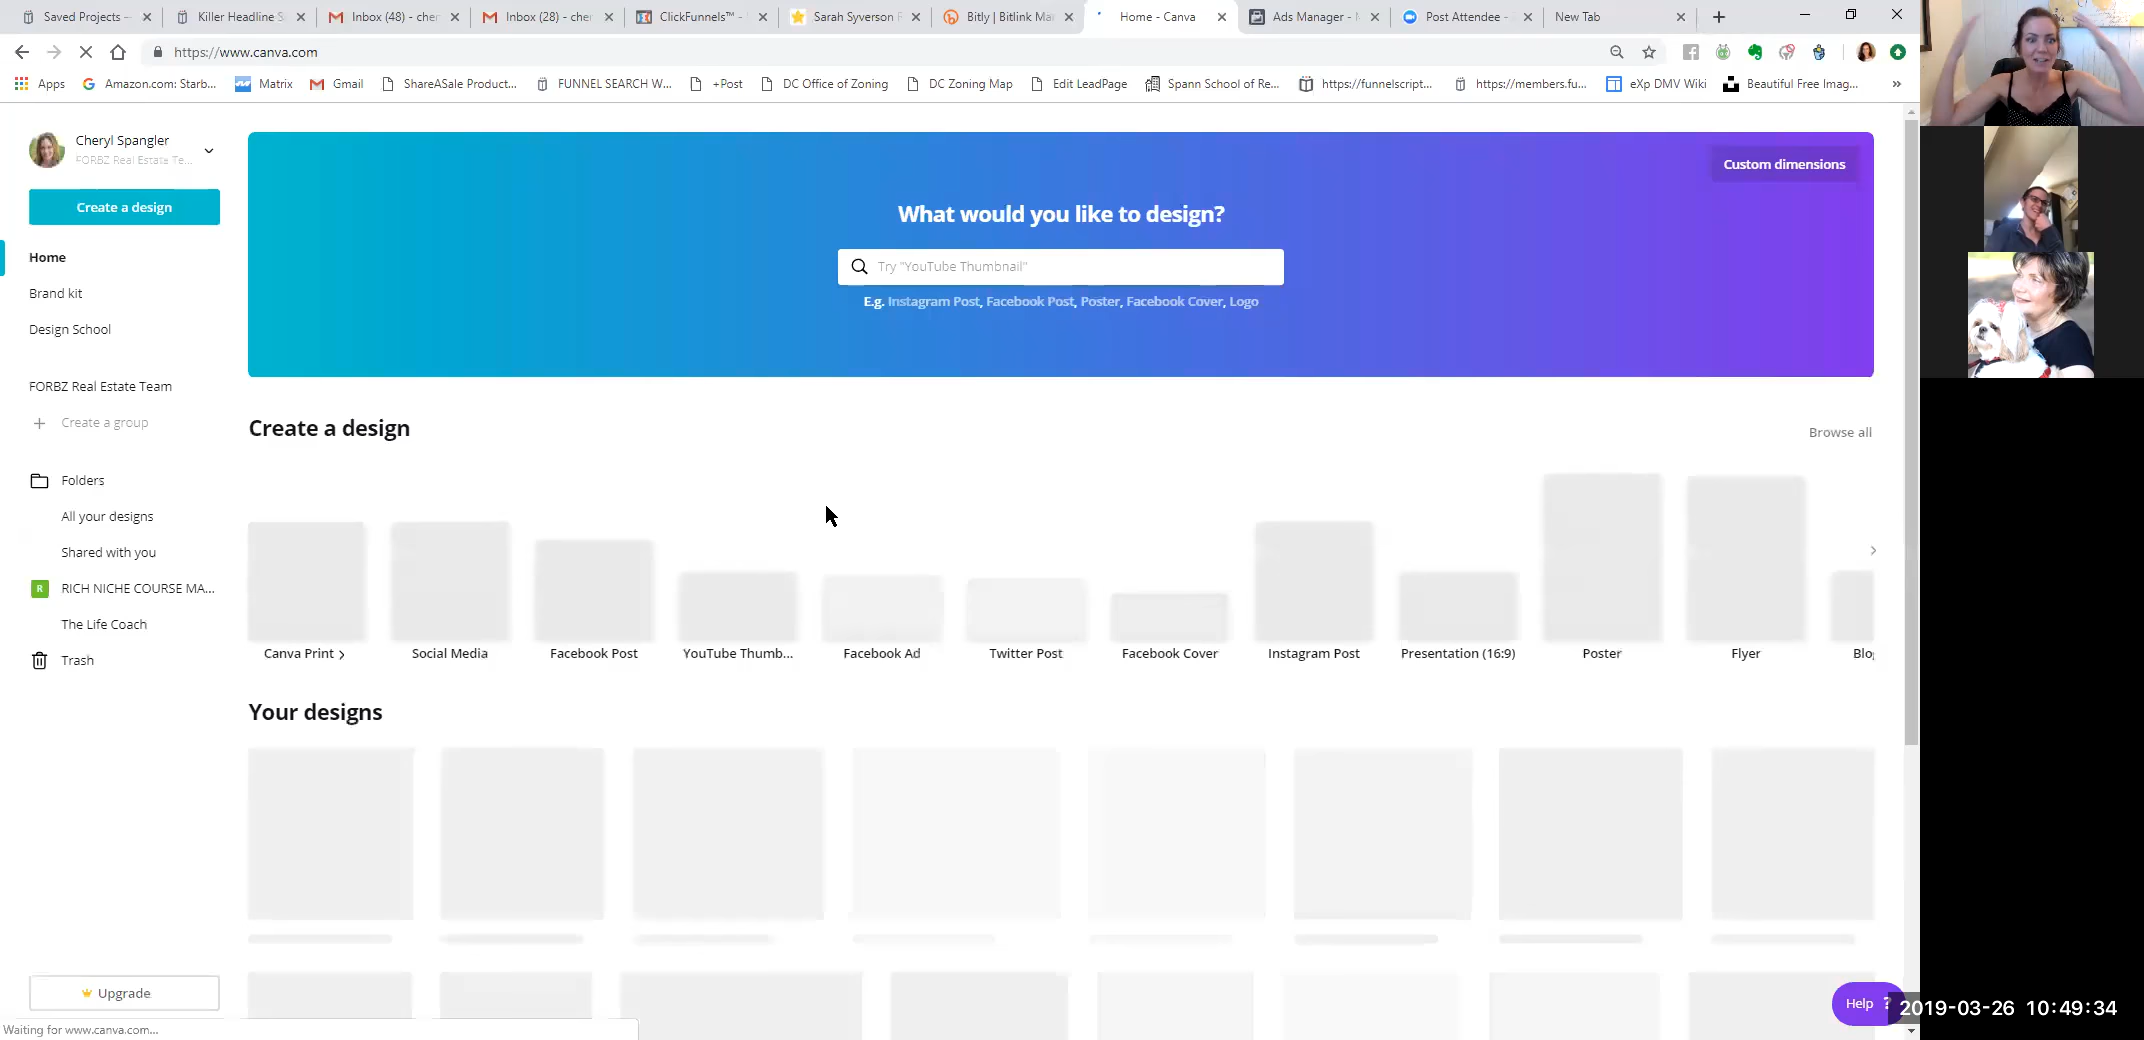 Saved Projects –
Killer Headline S
Inbox (48) - cher
Inbox (28) - cher
ClickFunnels™ -
Sarah Syverson F
Bitly | Bitlink Ma
Home - Canva
Ads Manager -
Post Attendee -
New Tab
https://www.canva.com
Apps
Amazon.com: Starb...
Matrix
Gmail
ShareASale Product...
FUNNEL SEARCH W...
+Post
DC Office of Zoning
DC Zoning Map
Edit LeadPage
Spann School of Re...
https://funnelscript...
https://members.fu...
eXp DMV Wiki
Beautiful Free Imag...
»
Cheryl Spangler
FORBZ Real Estate Te...
Create a design
Home
Brand kit
Design School
FORBZ Real Estate Team
+ Create a group
Folders
All your designs
Shared with you
R RICH NICHE COURSE MA...
The Life Coach
Trash
Upgrade
Waiting for www.canva.com...
Custom dimensions
What would you like to design?
Try "YouTube Thumbnail"
E.g. Instagram Post, Facebook Post, Poster, Facebook Cover, Logo
Create a design
Browse all
Canva Print
Social Media
Facebook Post
YouTube Thumb...
Facebook Ad
Twitter Post
Facebook Cover
Instagram Post
Presentation (16:9)
Poster
Flyer
Blog
Your designs
Help ?
2019-03-26 10:49:34